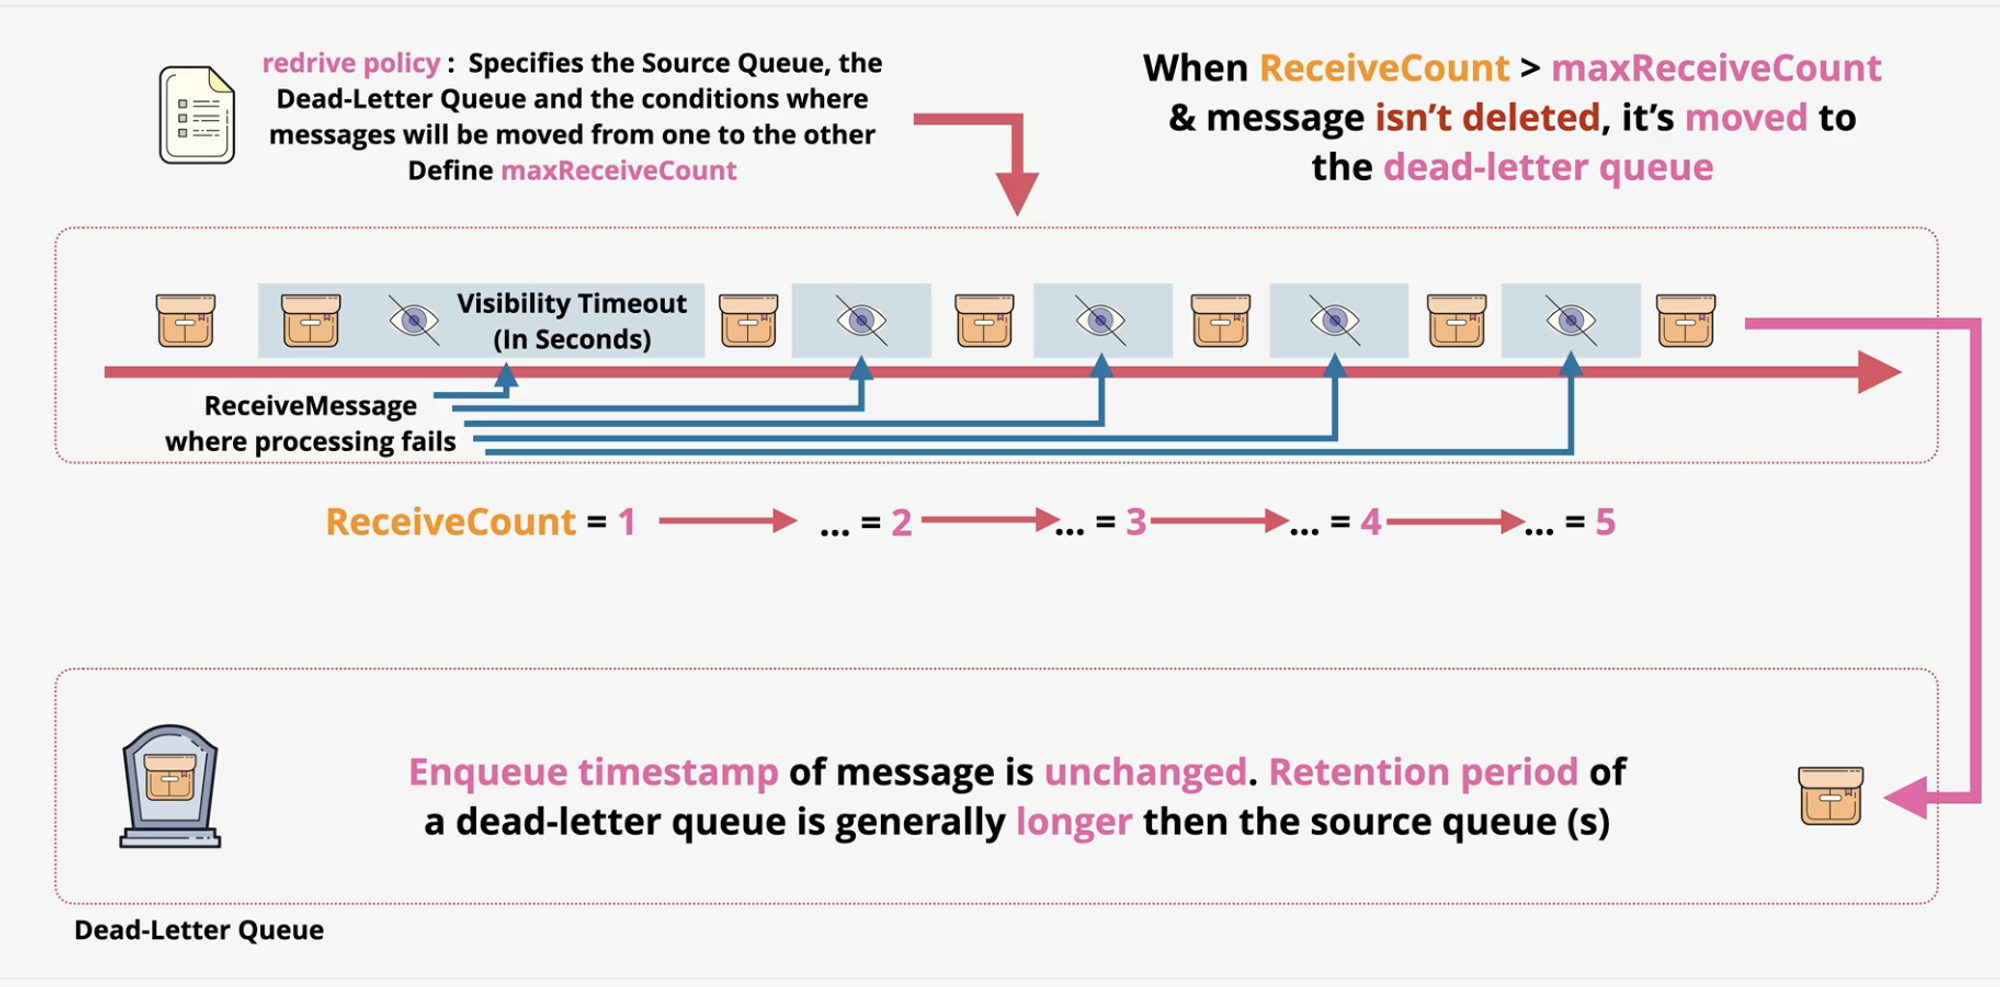 redrive policy : Specifies the Source Queue, the
Dead-Letter Queue and the conditions where
messages will be moved from one to the other
Define maxReceiveCount
When ReceiveCount > maxReceiveCount
& message isn’t deleted, it’s moved to
the dead-letter queue
Visibility Timeout
(In Seconds)
ReceiveMessage
where processing fails
ReceiveCount = 1 ... = 2 ... = 3 ... = 4 ... = 5
Enqueue timestamp of message is unchanged. Retention period of
a dead-letter queue is generally longer then the source queue (s)
Dead-Letter Queue